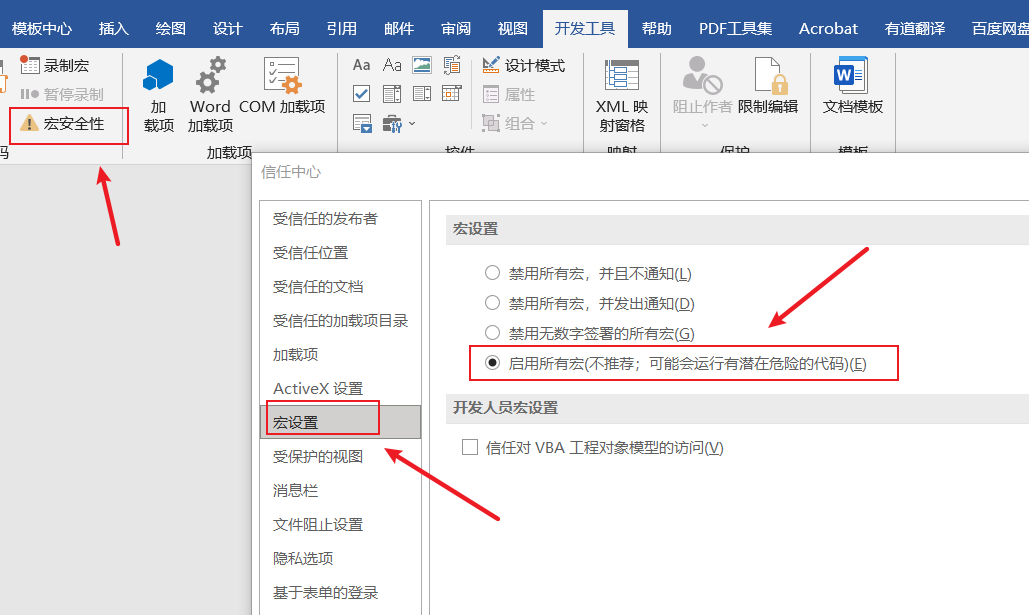 模板中心 插入 绘图 设计 布局 引用 邮件 审阅 视图 开发工具 帮助 PDF工具集 Acrobat 有道翻译 百度网盘
录制宏
暂停录制
宏安全性
加
载项
Word
加载项
COM 加载项
加载项
Aa Aa
设计模式
属性
组合
控件
XML 映
射窗格
映射
阻止作者 限制编辑
保护
文档模板
模板
信任中心
受信任的发布者
受信任位置
受信任的文档
受信任的加载项目录
加载项
ActiveX 设置
宏设置
受保护的视图
消息栏
文件阻止设置
隐私选项
基于表单的登录
宏设置
禁用所有宏，并且不通知(L)
禁用所有宏，并发出通知(D)
禁用无数字签署的所有宏(G)
启用所有宏(不推荐；可能会运行有潜在危险的代码)(E)
开发人员宏设置
信任对 VBA 工程对象模型的访问(V)